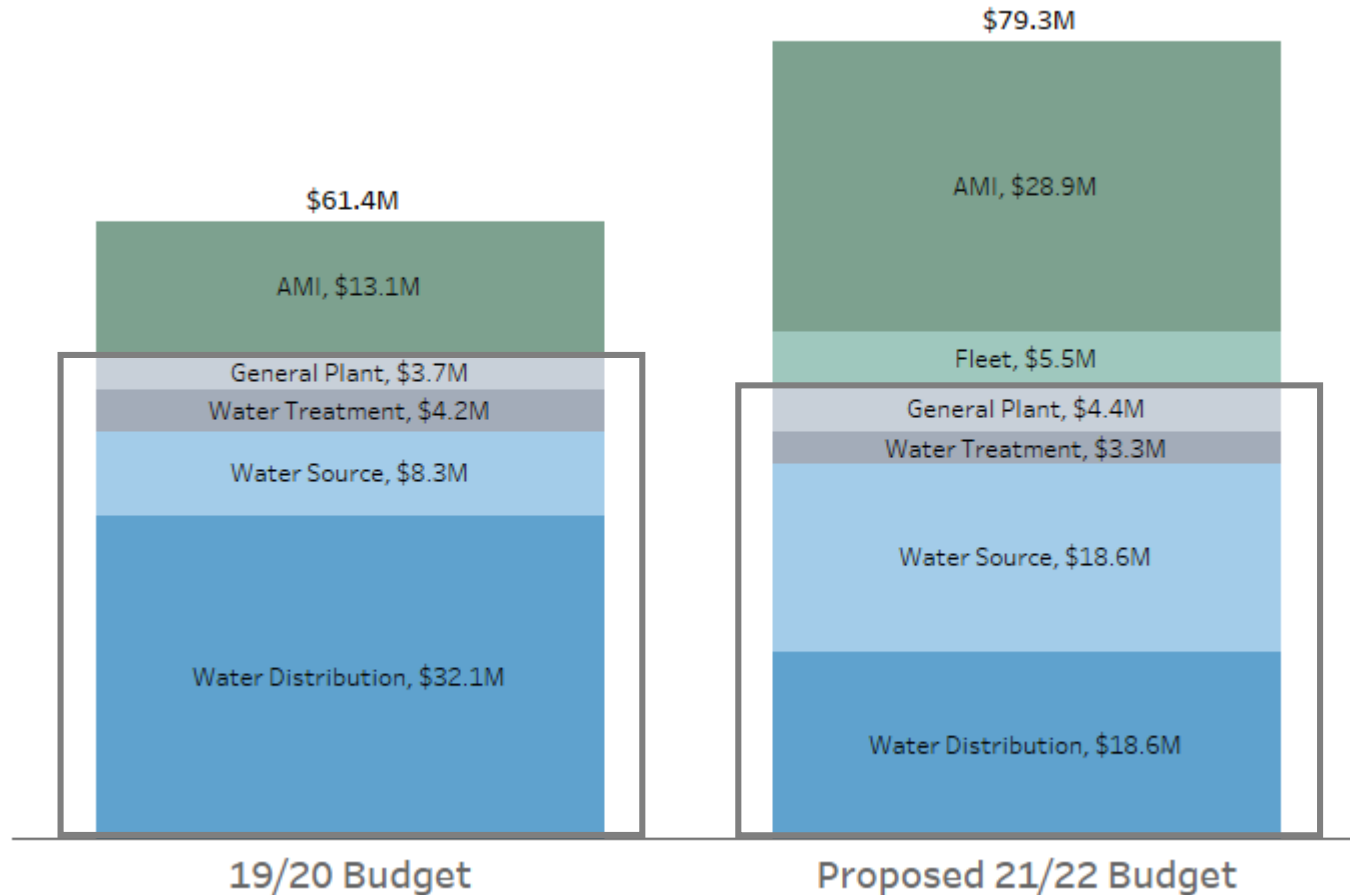 $61.4M
AMI, $13.1M
General Plant, $3.7M
Water Treatment, $4.2M
Water Source, $8.3M
Water Distribution, $32.1M
19/20 Budget
$79.3M
AMI, $28.9M
Fleet, $5.5M
General Plant, $4.4M
Water Treatment, $3.3M
Water Source, $18.6M
Water Distribution, $18.6M
Proposed 21/22 Budget